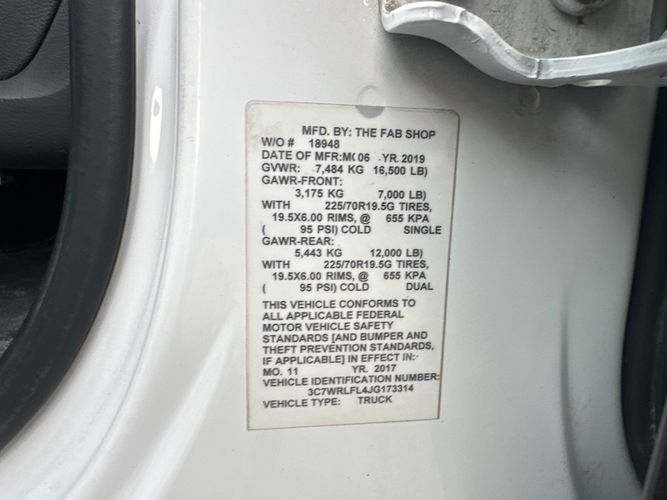 MFD. BY: THE FAB SHOP
W/O # 18948
DATE OF MFR:M( 06 YR. 2019
GVWR: 7,484 KG 16,500 LB)
GAWR-FRONT:
3,175 KG 7,000 LB)
WITH 225/70R19.5G TIRES,
19.5X6.00 RIMS, @ 655 KPA
( 95 PSI) COLD SINGLE
GAWR-REAR:
5,443 KG 12,000 LB)
WITH 225/70R19.5G TIRES,
19.5X6.00 RIMS, @ 655 KPA
( 95 PSI) COLD DUAL
THIS VEHICLE CONFORMS TO
ALL APPLICABLE FEDERAL
MOTOR VEHICLE SAFETY
STANDARDS [AND BUMPER AND
THEFT PREVENTION STANDARDS,
IF APPLICABLE] IN EFFECT IN:
MO. 11 YR. 2017
VEHICLE IDENTIFICATION NUMBER:
3C7WRLFL4JG173314
VEHICLE TYPE: TRUCK